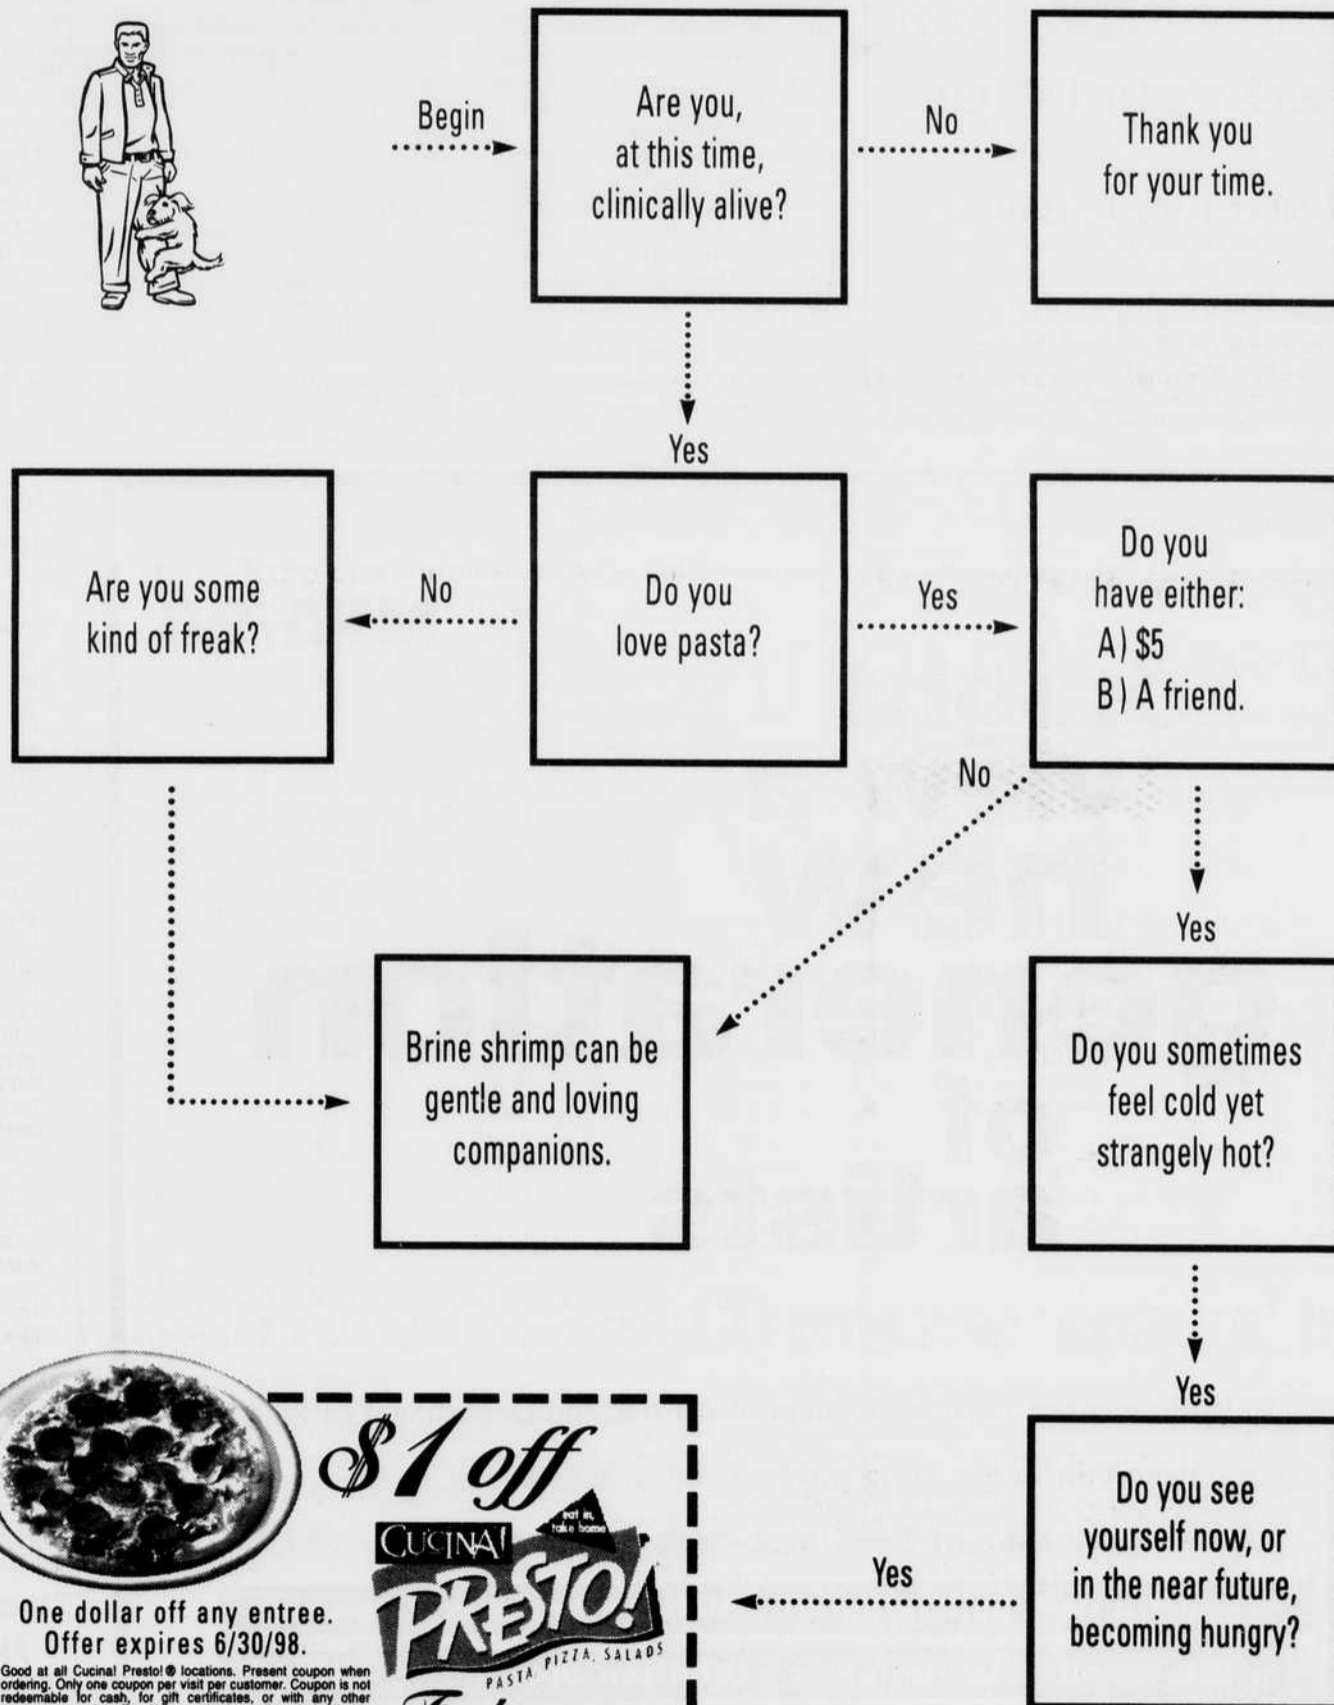 Begin
Are you,
at this time,
clinically alive?
No
Thank you
for your time.
Yes
Are you some
kind of freak?
No
Do you
love pasta?
Yes
Do you
have either:
A) $5
B) A friend.
No
Yes
Brine shrimp can be
gentle and loving
companions.
Do you sometimes
feel cold yet
strangely hot?
Yes
$1 off
eat in,
take home
CUCINA!
PRESTO!
PASTA, PIZZA, SALADS
Yes
Do you see
yourself now, or
in the near future,
becoming hungry?
One dollar off any entree.
Offer expires 6/30/98.
Good at all Cucina! Presto!® locations. Present coupon when
ordering. Only one coupon per visit per customer. Coupon is not
redeemable for cash, for gift certificates, or with any other